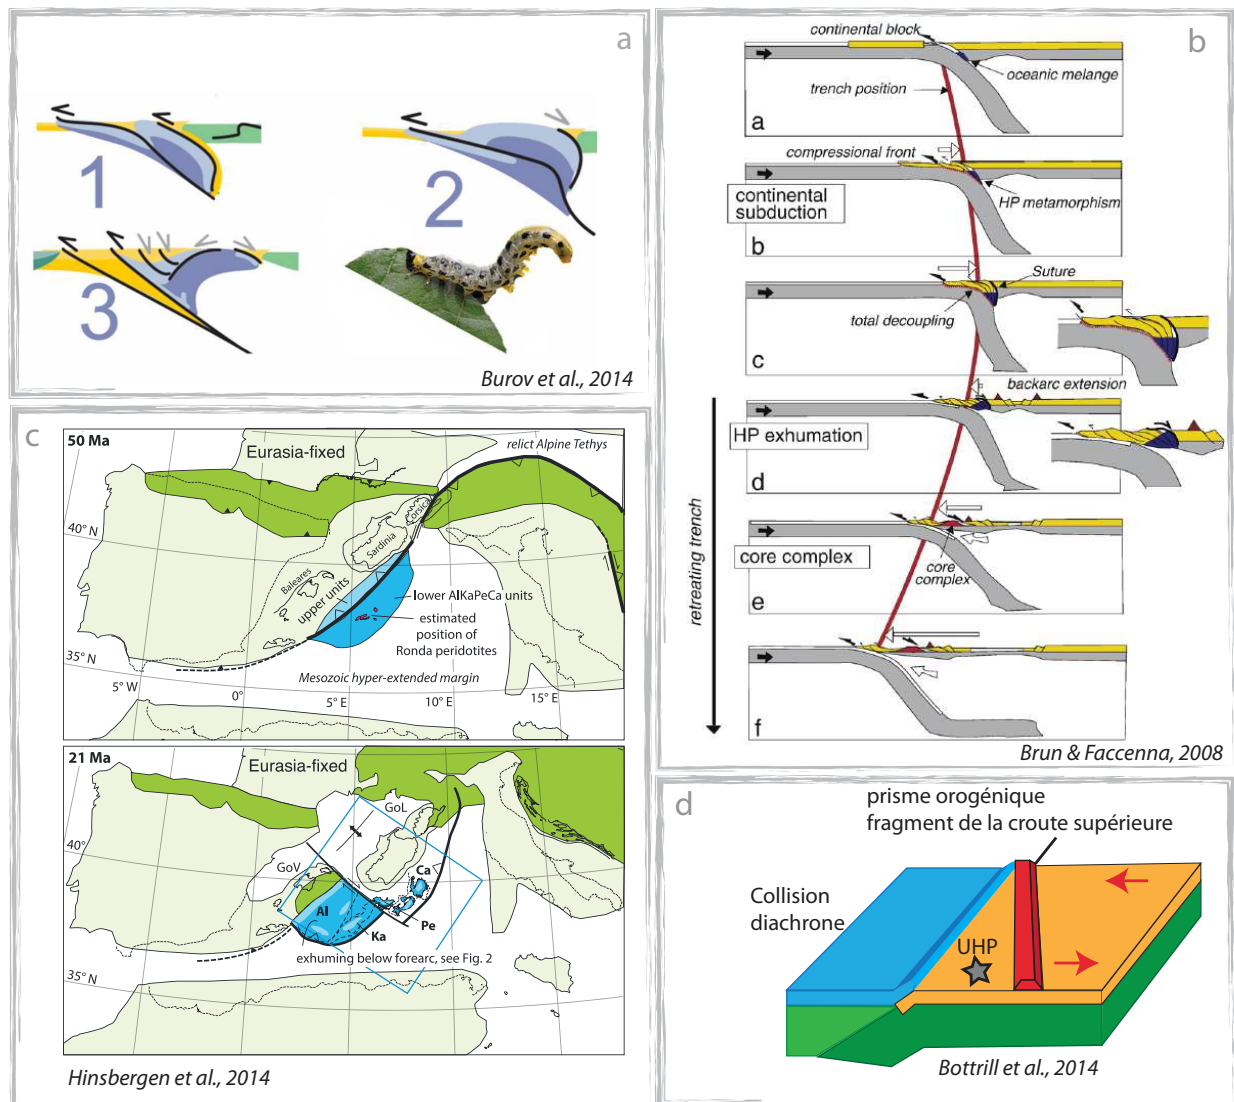 a
1
2
3
Burov et al., 2014
b
continental block
oceanic melange
trench position
a
compressional front
HP metamorphism
continental
subduction
b
Suture
total decoupling
c
backarc extension
HP exhumation
d
retreating trench
core complex
core
complex
e
f
Brun & Faccenna, 2008
c
50 Ma
Eurasia-fixed
relict Alpine Tethys
40° N
Corsica
Sardinia
Baleares
upper units
lower AlKaPeCa units
estimated
position of
Ronda peridotites
35° N
Mesozoic hyper-extended margin
5° W
0°
5° E
10° E
15° E
21 Ma
Eurasia-fixed
GoL
40°
GoV
Ca
Al
Pe
Ka
exhuming below forearc, see Fig. 2
35° N
Hinsbergen et al., 2014
d
prisme orogénique
fragment de la croute supérieure
Collision
diachrone
UHP
Bottrill et al., 2014